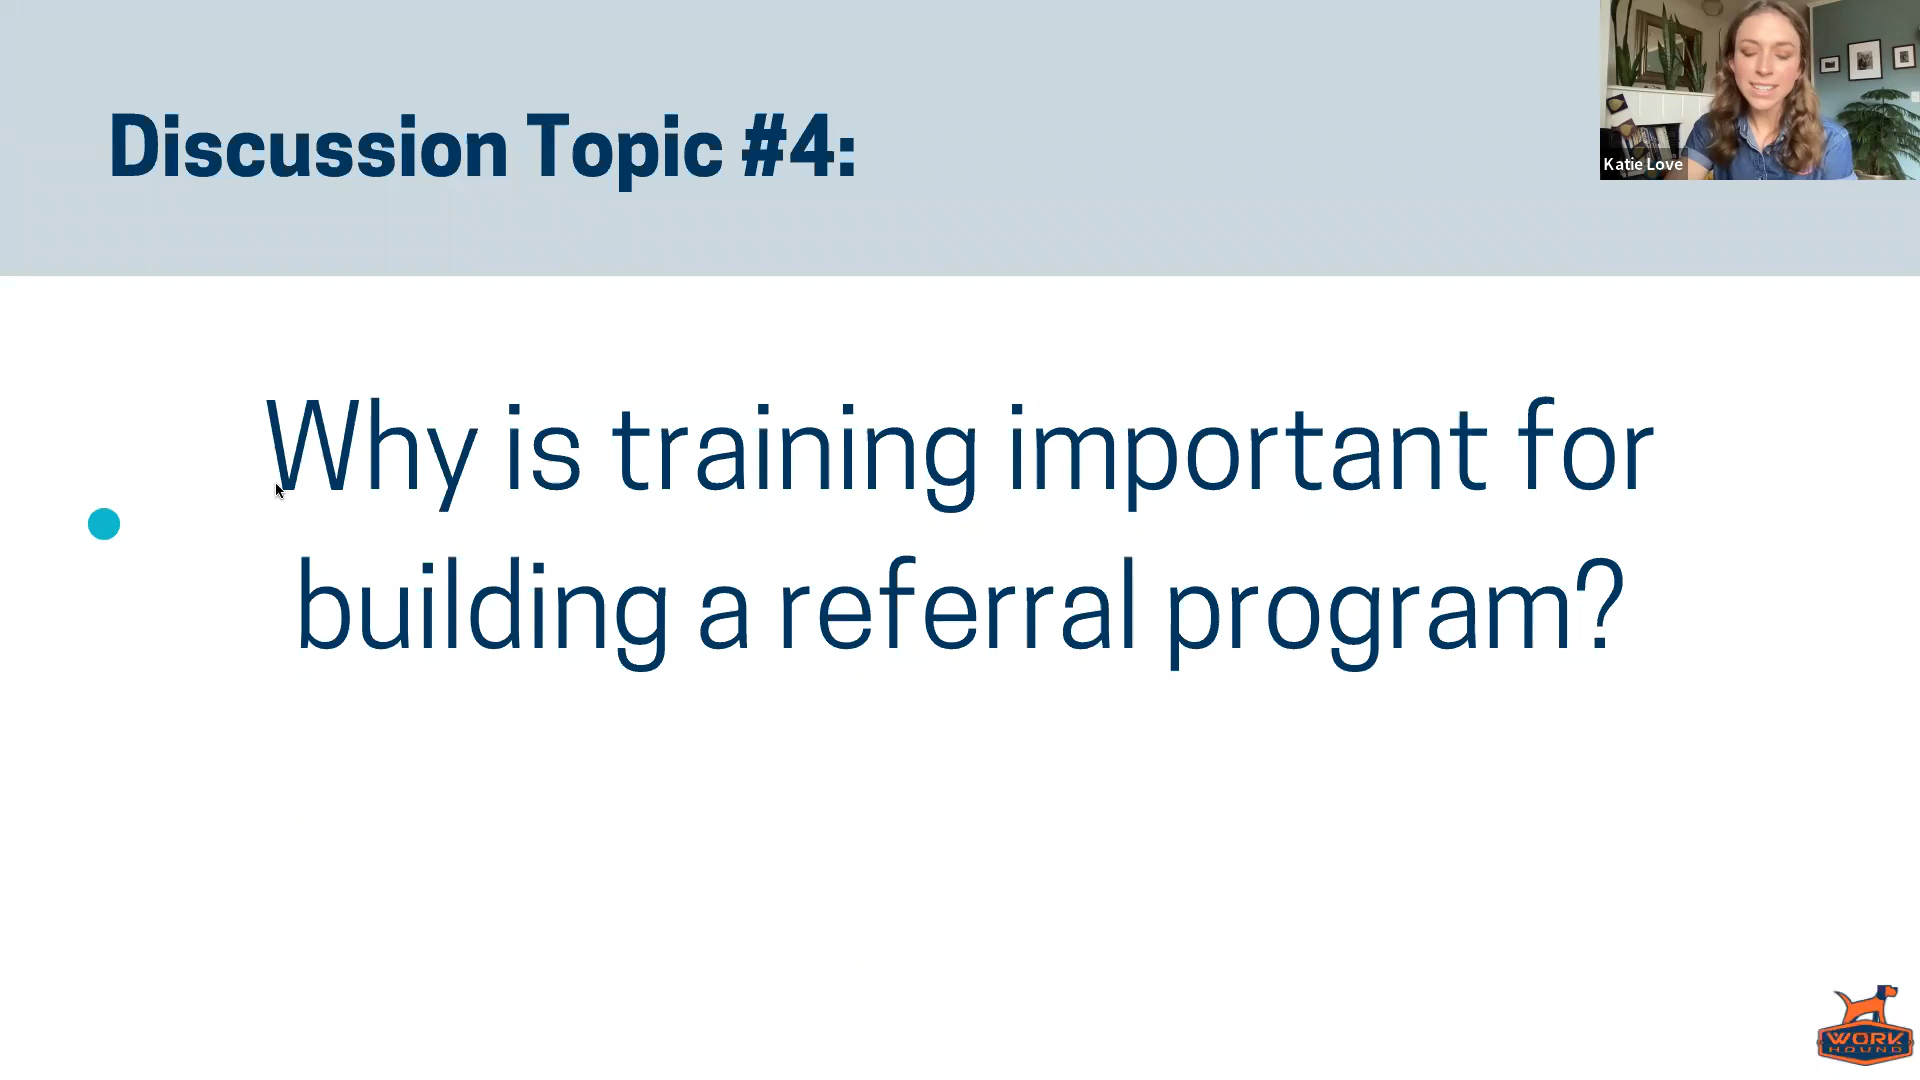 Discussion Topic #4:
Katie Love
Why is training important for
building a referral program?
WORK
HOUND